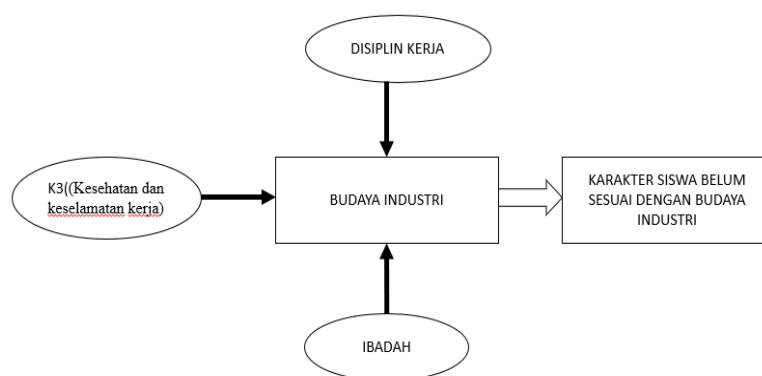 DISIPLIN KERJA
K3((Kesehatan dan
keselamatan kerja)
BUDAYA INDUSTRI
KARAKTER SISWA BELUM
SESUAI DENGAN BUDAYA
INDUSTRI
IBADAH